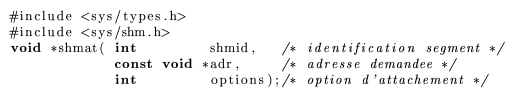 #include <sys/types.h>
#include <sys/shm.h>
void *shmat( int shmid, /* identification segment */
const void *adr, /* adresse demandee */
int options);/* option d'attachement */